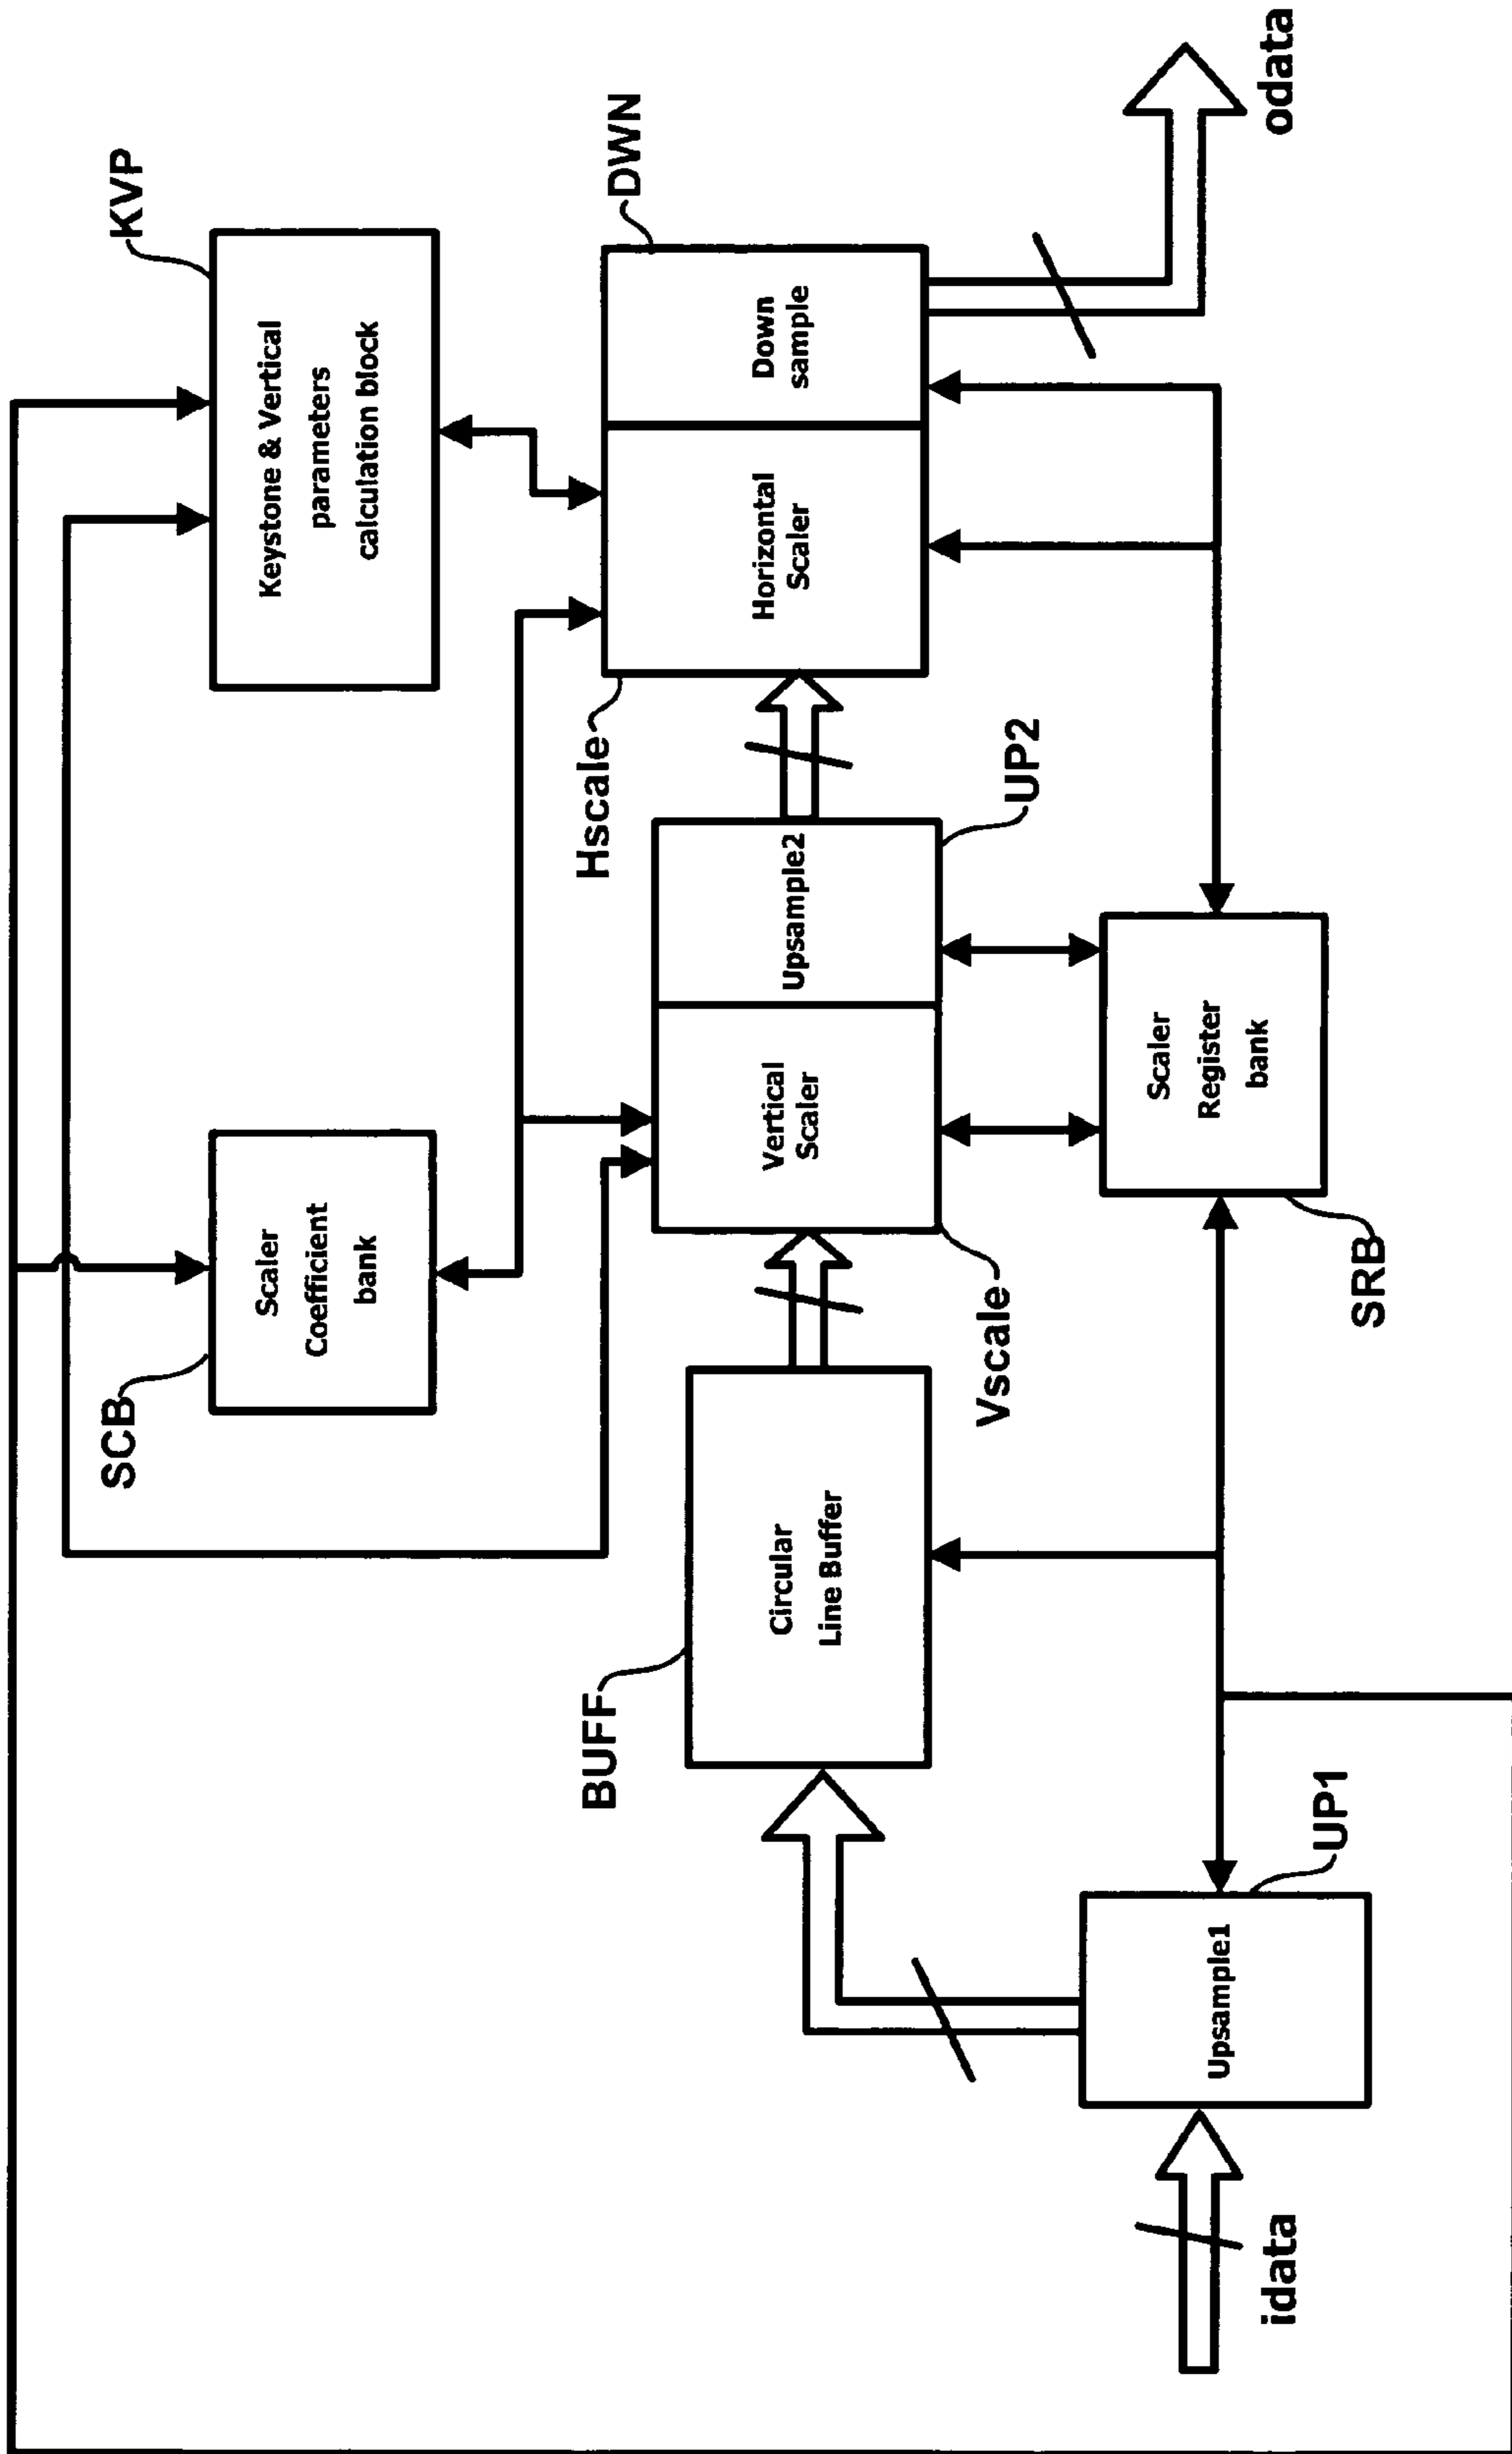 KVP
Keystone & Vertical
parameters
calculation block
SCB
Scaler
Coefficient
bank
DWN
Down
sample
Horizontal
Scaler
Hscale
Upsample2
UP2
Vertical
Scaler
Vscale
BUFF
Circular
Line Buffer
Scaler
Register
bank
SRB
Upsample1
UP1
idata
odata